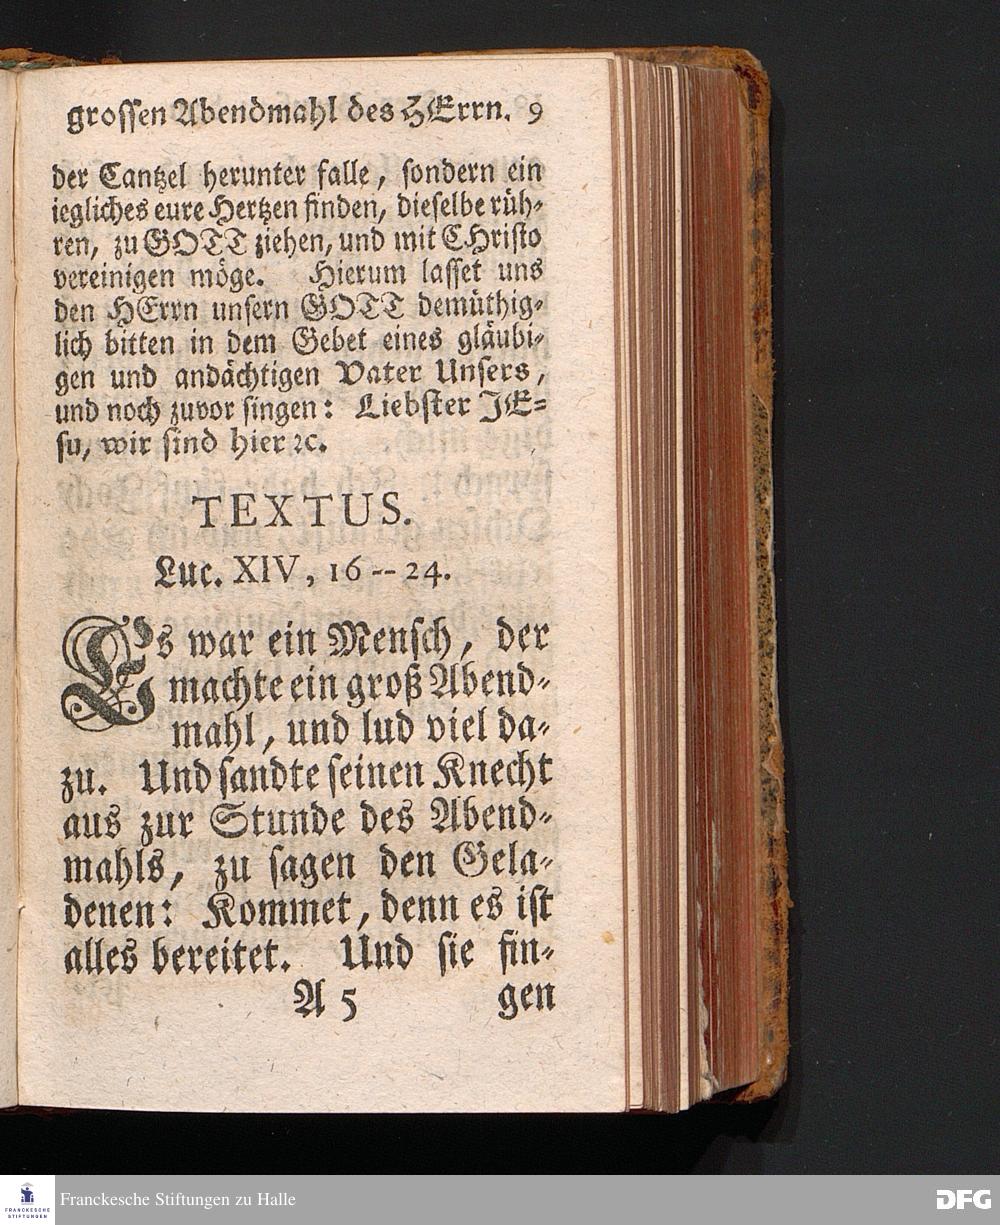 grossen Abendmahl des HErrn. 9
der Cantzel herunter falle, sondern ein
iegliches eure Hertzen finden, dieselbe rüh-
ren, zu GOTT ziehen, und mit CHristo
vereinigen möge. Hierum lasset uns
den HErrn unsern GOTT demüthig-
lich bitten in dem Gebet eines gläubi-
gen und andächtigen Vater Unsers,
und noch zuvor singen: Liebster JE-
su, wir sind hier ꝛc.
TEXTUS.
Luc. XIV, 16--24.
Es war ein Mensch, der
machte ein groß Abend-
mahl, und lud viel da-
zu. Und sandte seinen Knecht
aus zur Stunde des Abend-
mahls, zu sagen den Gela-
denen: Kommet, denn es ist
alles bereitet. Und sie fin-
A 5 gen
FRANCKESCHE
STIFTUNGEN
Franckesche Stiftungen zu Halle
DFG